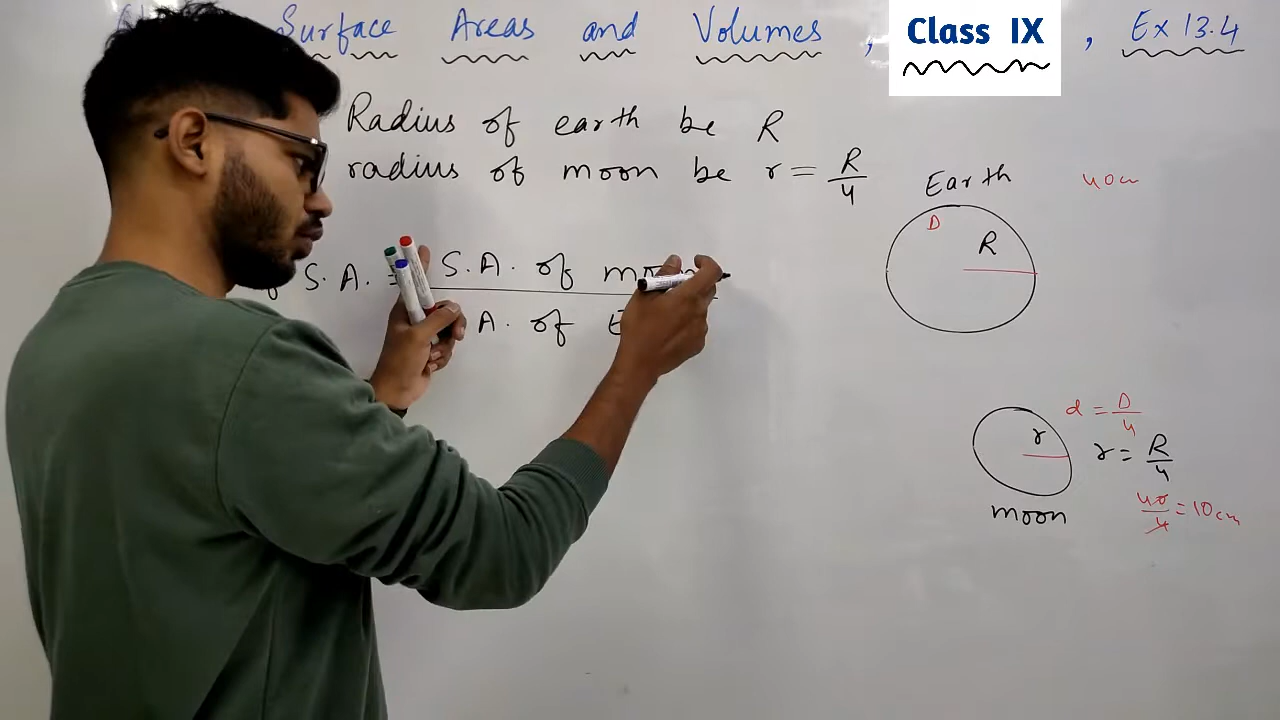 Surface Areas and Volumes , Class IX , Ex 13.4
Radius of earth be R
radius of moon be r = R/4
Earth 40cm
D
R
S.A. = S.A. of moon
A. of
d = D/4
r
r = R/4
moon
40/4 = 10cm